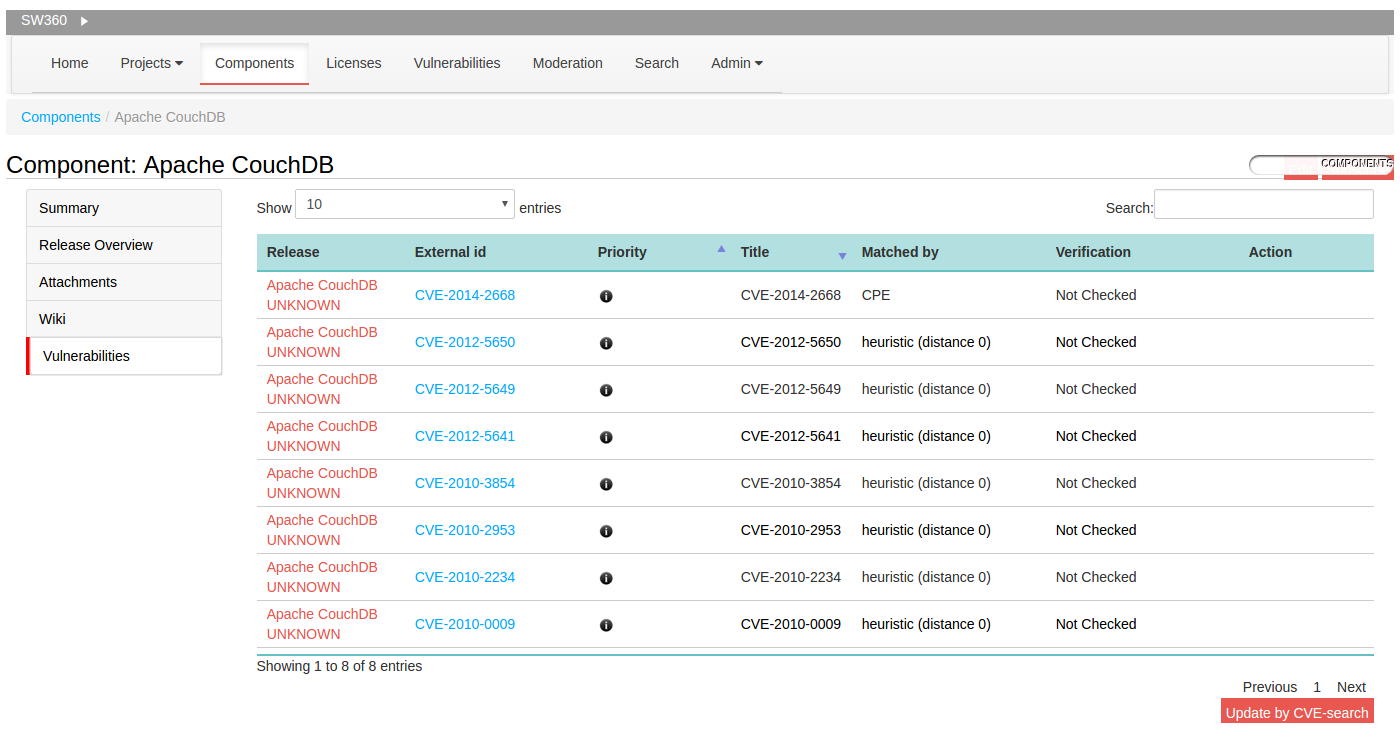 SW360
Home Projects Components Licenses Vulnerabilities Moderation Search Admin
Components / Apache CouchDB
Component: Apache CouchDB
COMPONENTS
Summary
Release Overview
Attachments
Wiki
Vulnerabilities
Show 10 entries Search:
Release External id Priority Title Matched by Verification Action
Apache CouchDB
UNKNOWN CVE-2014-2668 CVE-2014-2668 CPE Not Checked
Apache CouchDB
UNKNOWN CVE-2012-5650 CVE-2012-5650 heuristic (distance 0) Not Checked
Apache CouchDB
UNKNOWN CVE-2012-5649 CVE-2012-5649 heuristic (distance 0) Not Checked
Apache CouchDB
UNKNOWN CVE-2012-5641 CVE-2012-5641 heuristic (distance 0) Not Checked
Apache CouchDB
UNKNOWN CVE-2010-3854 CVE-2010-3854 heuristic (distance 0) Not Checked
Apache CouchDB
UNKNOWN CVE-2010-2953 CVE-2010-2953 heuristic (distance 0) Not Checked
Apache CouchDB
UNKNOWN CVE-2010-2234 CVE-2010-2234 heuristic (distance 0) Not Checked
Apache CouchDB
UNKNOWN CVE-2010-0009 CVE-2010-0009 heuristic (distance 0) Not Checked
Showing 1 to 8 of 8 entries
Previous 1 Next
Update by CVE-search